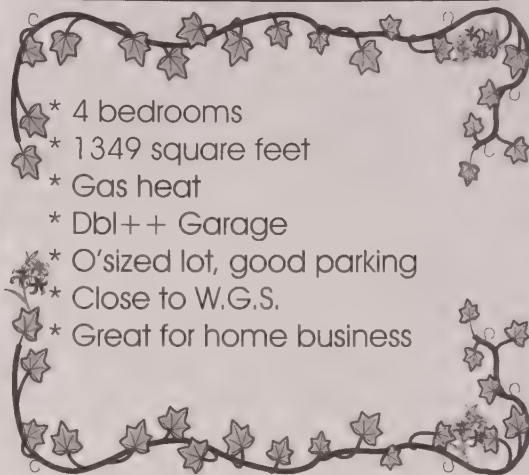 * 4 bedrooms
* 1349 square feet
* Gas heat
* Dbl++ Garage
* O'sized lot, good parking
* Close to W.G.S.
* Great for home business